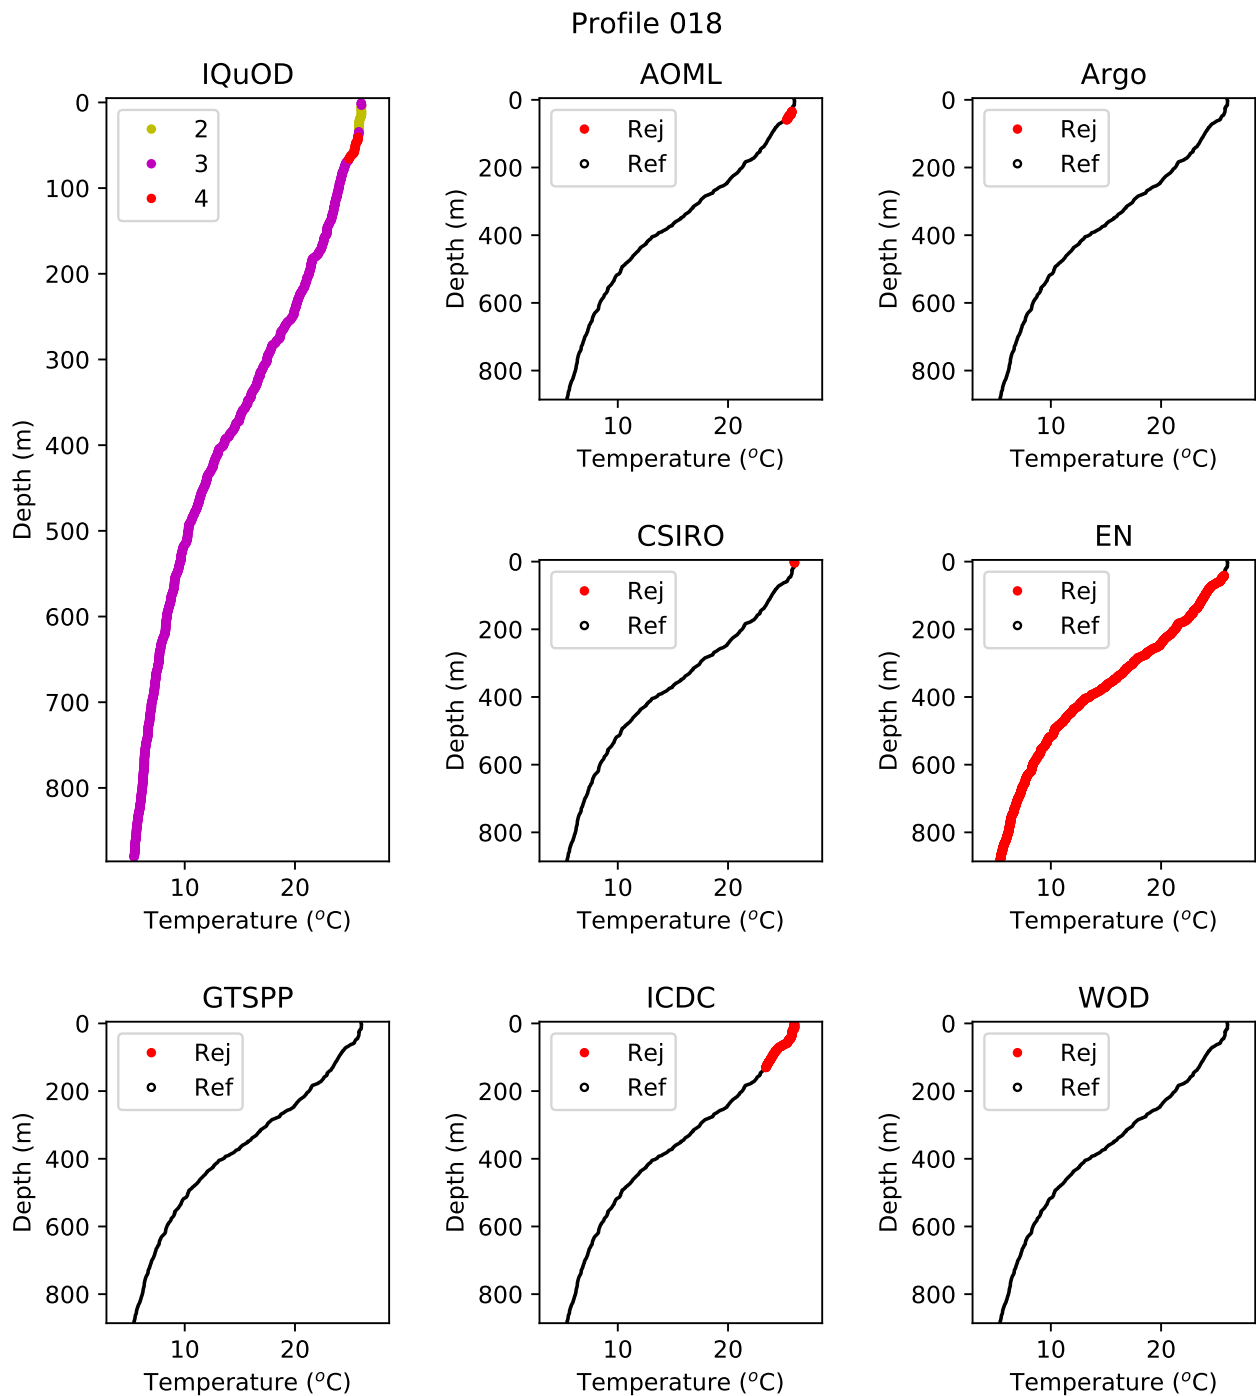 Profile 018
IQuOD
0
100
200
300
400
500
600
700
800
Depth (m)
2
3
4
10 20
Temperature (°C)
AOML
0
200
400
600
800
Depth (m)
Rej
Ref
10 20
Temperature (°C)
Argo
0
200
400
600
800
Depth (m)
Rej
Ref
10 20
Temperature (°C)
CSIRO
0
200
400
600
800
Depth (m)
Rej
Ref
10 20
Temperature (°C)
EN
0
200
400
600
800
Depth (m)
Rej
Ref
10 20
Temperature (°C)
GTSPP
0
200
400
600
800
Depth (m)
Rej
Ref
10 20
Temperature (°C)
ICDC
0
200
400
600
800
Depth (m)
Rej
Ref
10 20
Temperature (°C)
WOD
0
200
400
600
800
Depth (m)
Rej
Ref
10 20
Temperature (°C)